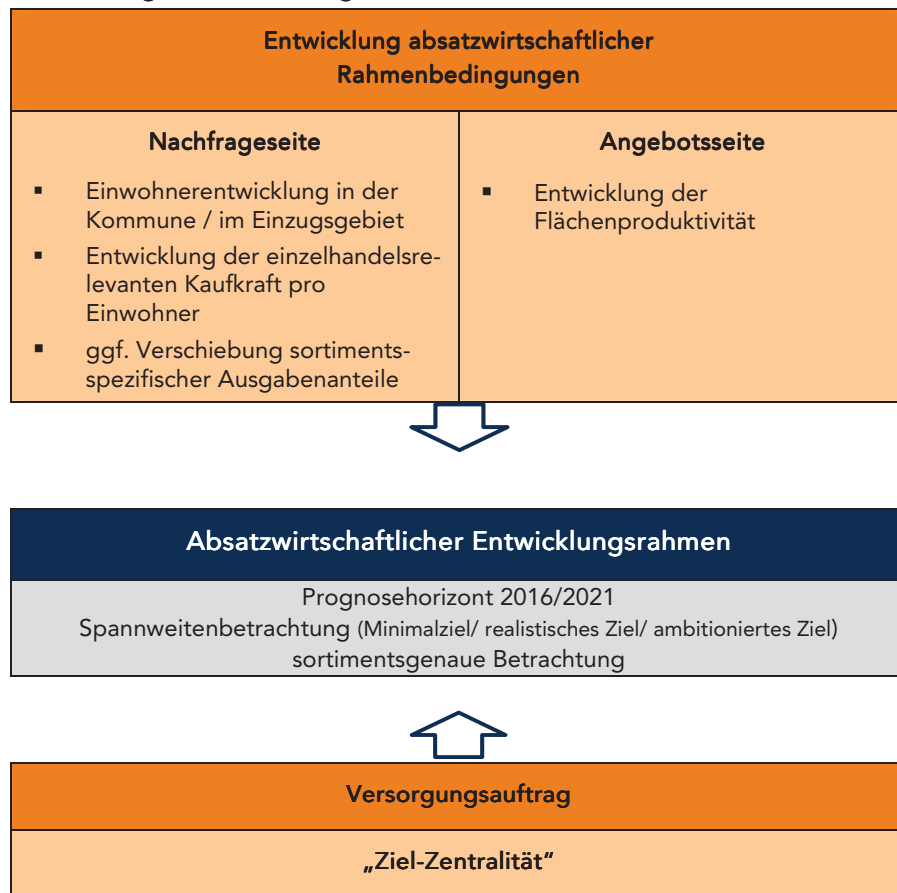 Entwicklung absatzwirtschaftlicher
Rahmenbedingungen
Nachfrageseite
▪ Einwohnerentwicklung in der
Kommune / im Einzugsgebiet
▪ Entwicklung der einzelhandelsre-
levanten Kaufkraft pro
Einwohner
▪ ggf. Verschiebung sortiments-
spezifischer Ausgabenanteile
Angebotsseite
▪ Entwicklung der
Flächenproduktivität
Absatzwirtschaftlicher Entwicklungsrahmen
Prognosehorizont 2016/2021
Spannweitenbetrachtung (Minimalziel/ realistisches Ziel/ ambitioniertes Ziel)
sortimentsgenaue Betrachtung
Versorgungsauftrag
„Ziel-Zentralität“